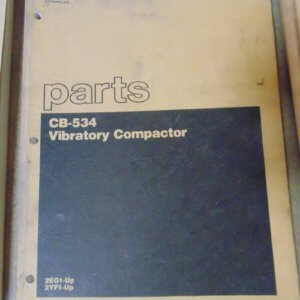 parts
CB-534
Vibratory Compactor
2EG1-Up
2YF1-Up